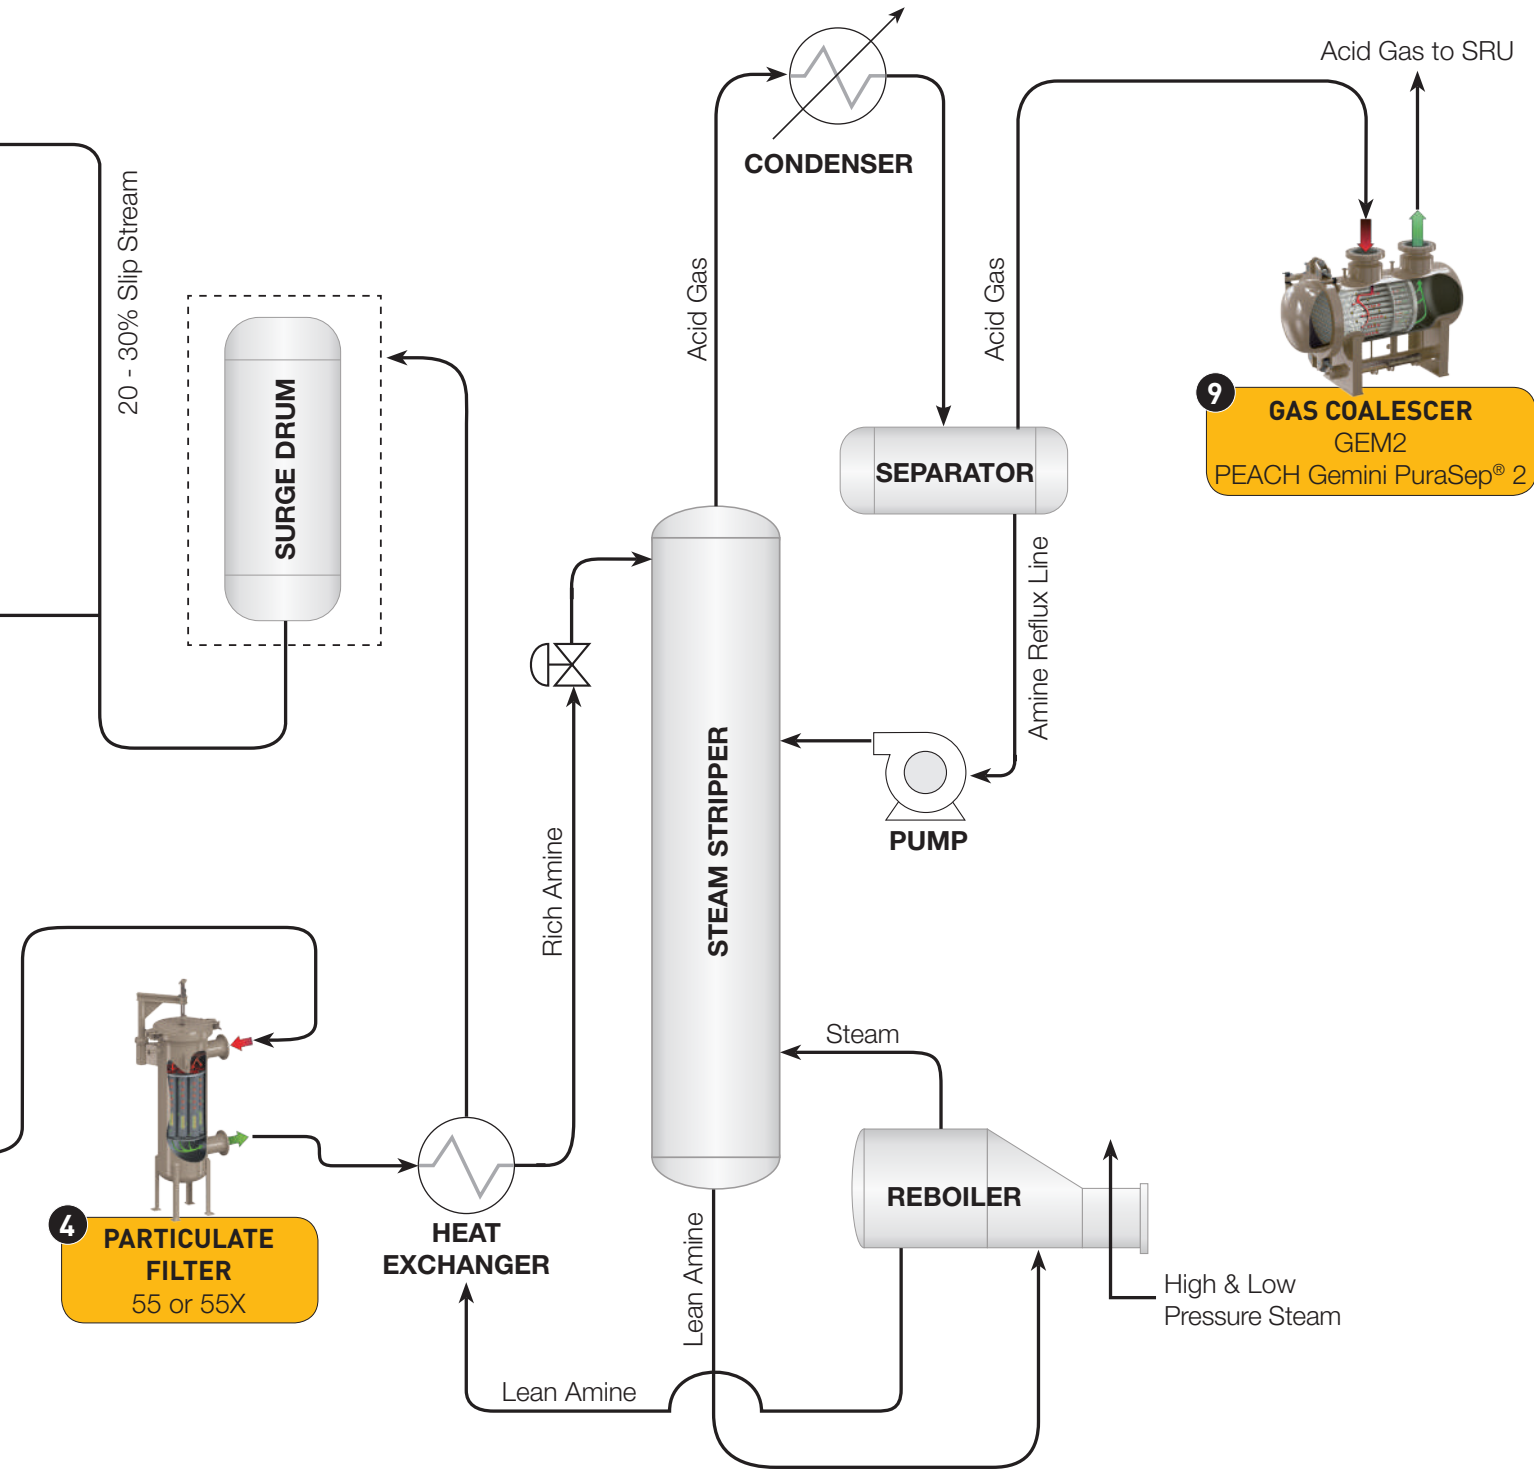 Acid Gas to SRU
CONDENSER
20 - 30% Slip Stream
Acid Gas
Acid Gas
SURGE DRUM
9
GAS COALESCER
GEM2
PEACH Gemini PuraSep® 2
SEPARATOR
Amine Reflux Line
STEAM STRIPPER
PUMP
Rich Amine
Steam
REBOILER
4
PARTICULATE
FILTER
55 or 55X
HEAT
EXCHANGER
Lean Amine
High & Low
Pressure Steam
Lean Amine